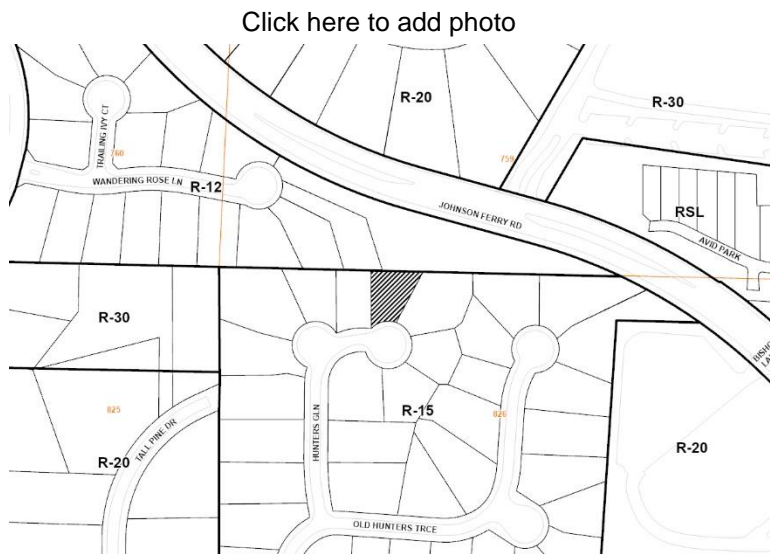 Click here to add photo
R-20
R-30
TRAILING IVY CT
760
759
WANDERING ROSE LN
R-12
JOHNSON FERRY RD
RSL
AVID PARK
R-30
825
R-20
TALL PINE DR
HUNTERS GLN
R-15
826
R-20
OLD HUNTERS TRCE